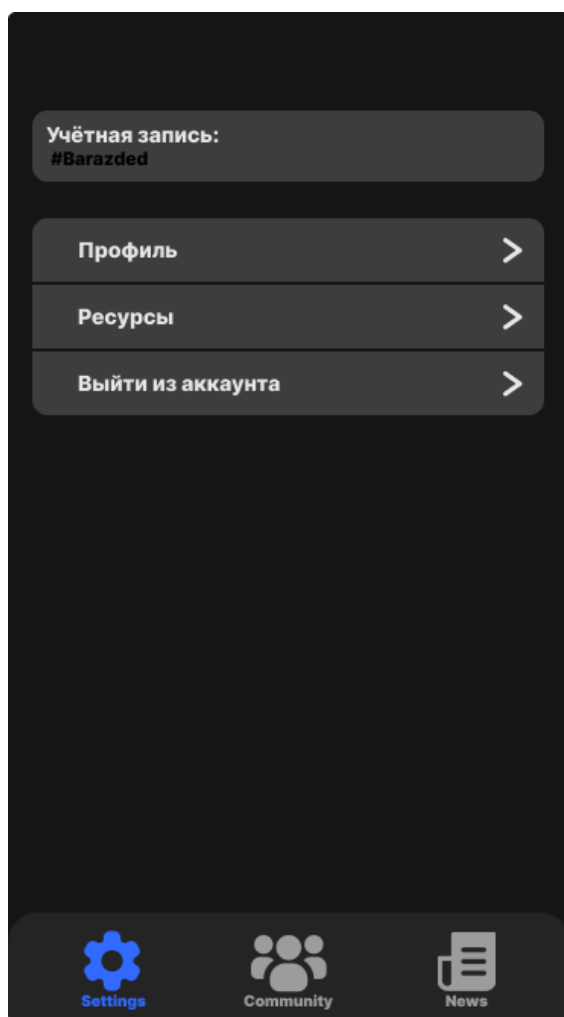 Учётная запись:
#Barazded
Профиль
Ресурсы
Выйти из аккаунта
Settings
Community
News